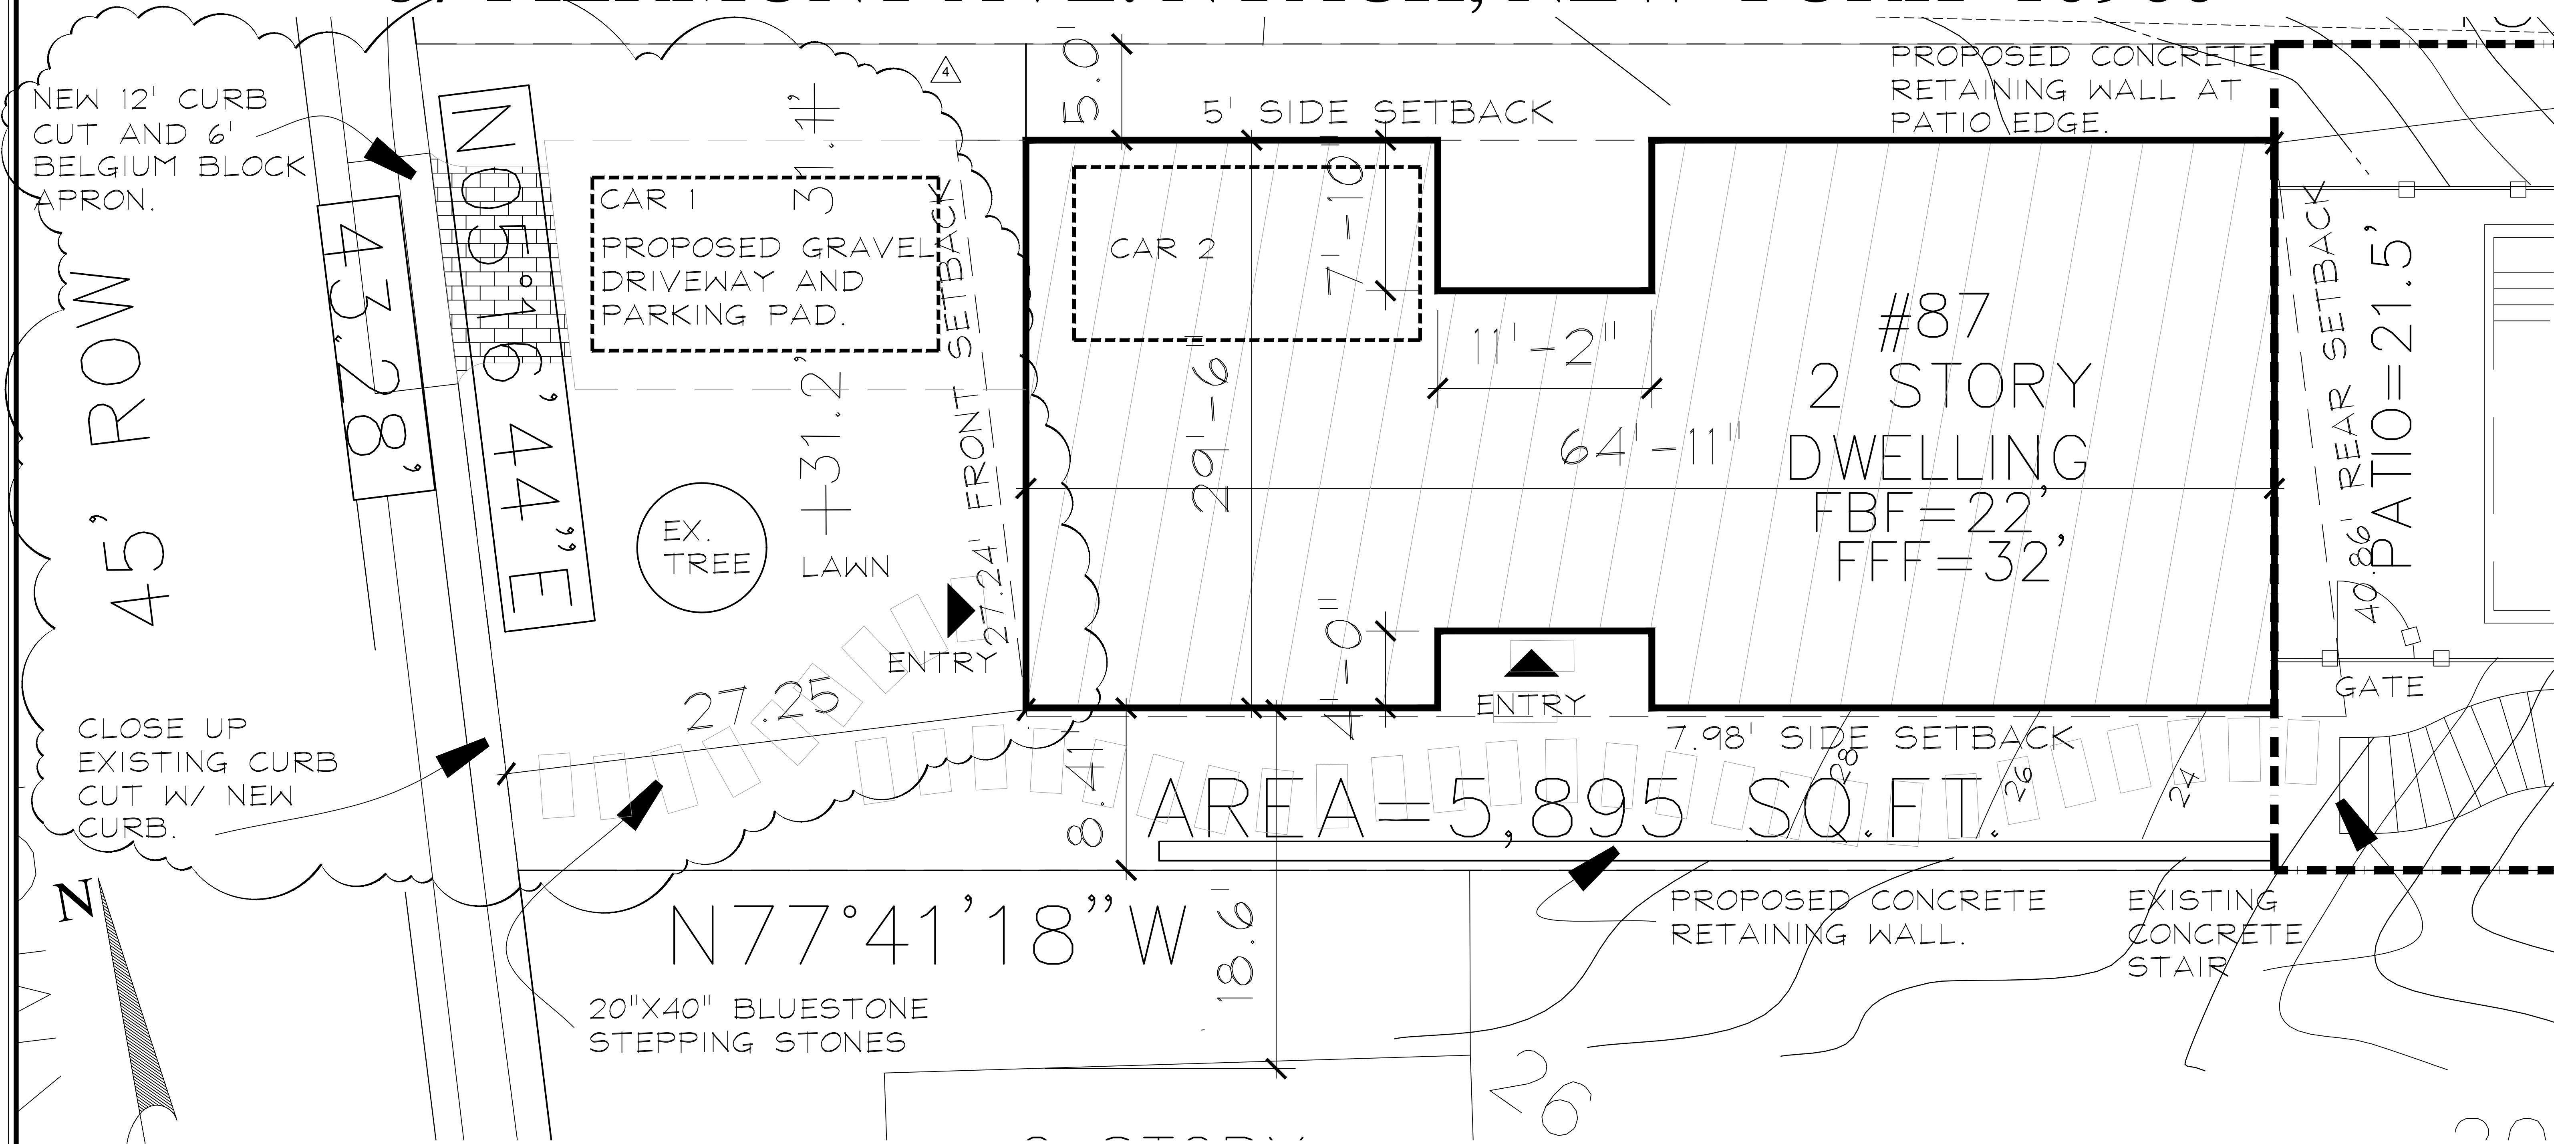 NEW 12' CURB
CUT AND 6'
BELGIUM BLOCK
APRON.
45' ROW
43.28'
N05°16'44"E
CAR 1
PROPOSED GRAVEL
DRIVEWAY AND
PARKING PAD.
31.1'
31.2'
EX.
TREE
LAWN
27.24' FRONT SETBACK
4
ENTRY
27.25
CLOSE UP
EXISTING CURB
CUT W/ NEW
CURB.
N
20"X40" BLUESTONE
STEPPING STONES
N77°41'18"W
5.0'
5' SIDE SETBACK
CAR 2
7'-10"
29'-6"
11'-2"
64'-11"
4'-0"
ENTRY
8.41'
18.6'
#87
2 STORY
DWELLING
FBF=22'
FFF=32'
PROPOSED CONCRETE
RETAINING WALL AT
PATIO EDGE.
40.86' REAR SETBACK
PATIO=21.5'
GATE
7.98' SIDE SETBACK
28
26
24
AREA=5,895 SQ.FT.
PROPOSED CONCRETE
RETAINING WALL.
EXISTING
CONCRETE
STAIR
26